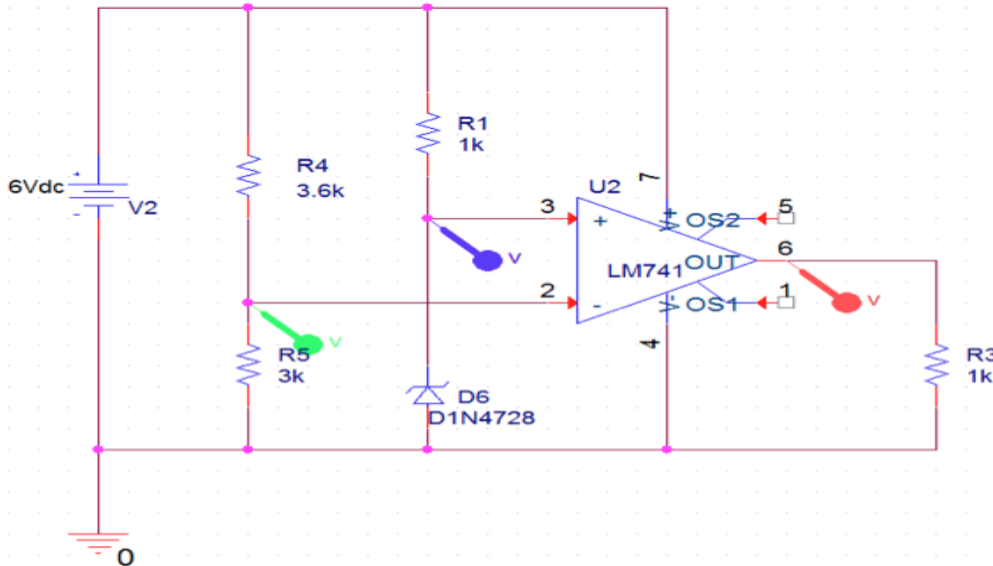 R1
1k
R4
3.6k
6Vdc
+
-
V2
U2
7
3
+
V+
OS2
5
V
LM741
OUT
6
2
-
V-
OS1
1
V
V
4
R5
3k
R3
1k
D6
D1N4728
0